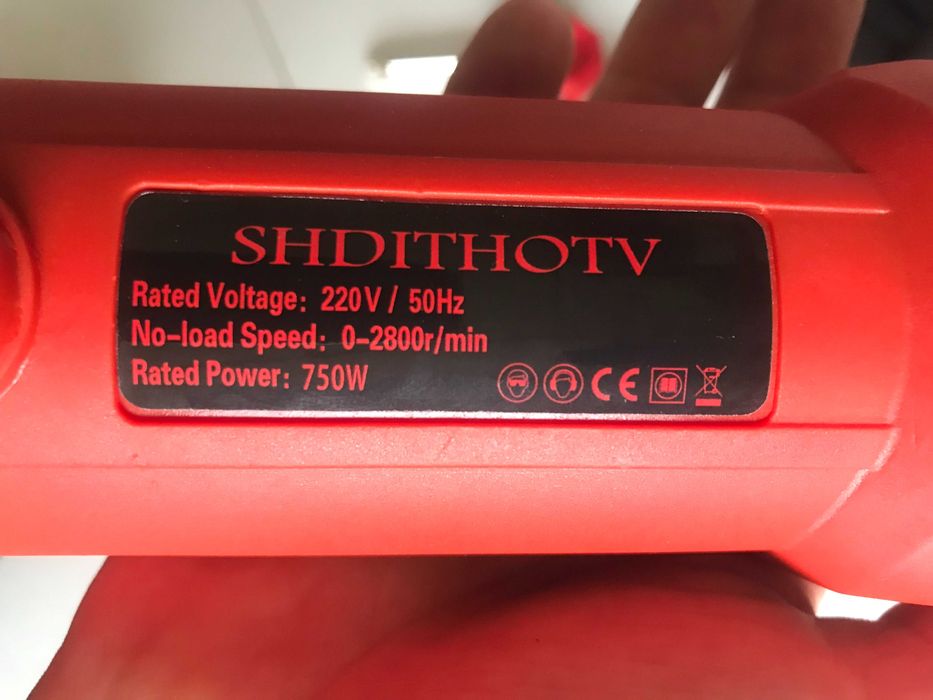 SHDITHOTV
Rated Voltage: 220V / 50Hz
No-load Speed: 0-2800r/min
Rated Power: 750W
CE